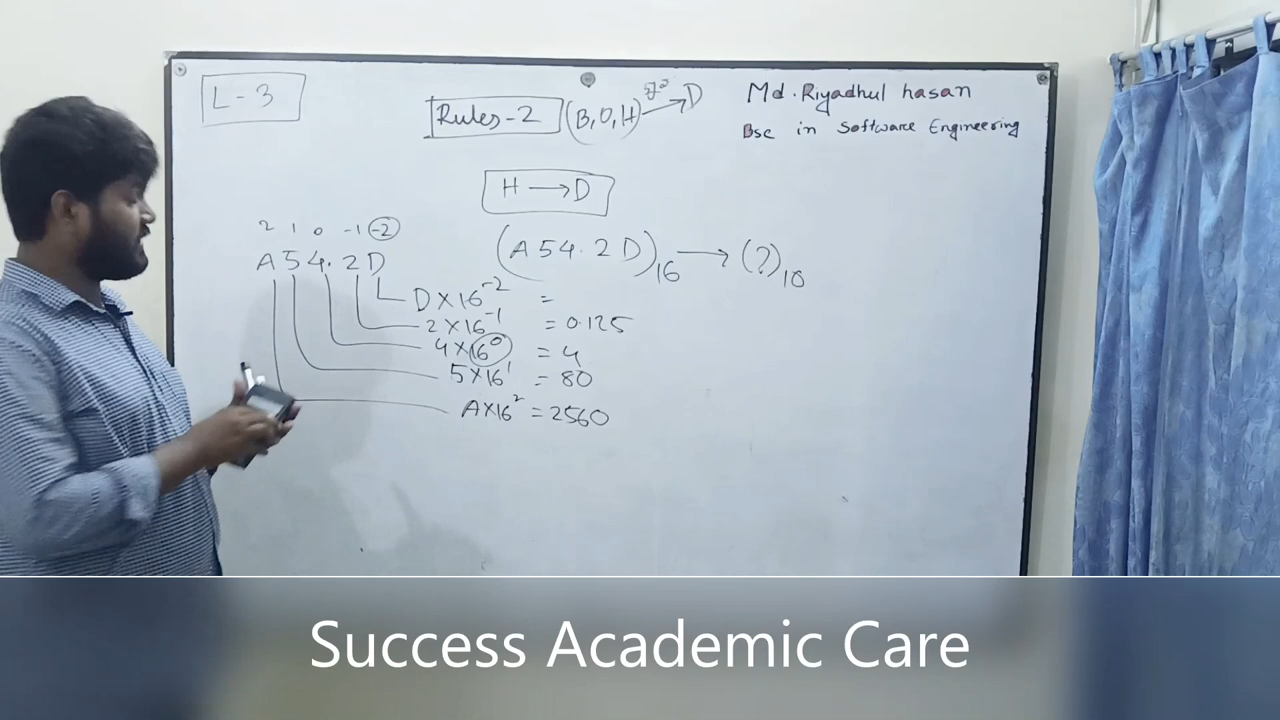 L-3
Rules-2 (B,O,H) → D
Md. Riyadhul hasan
Bsc in Software Engineering
H → D
2 1 0 -1 -2
A 5 4 . 2 D
(A54.2D)₁₆ → (?)₁₀
D×16⁻² =
2×16⁻¹ = 0.125
4×16⁰ = 4
5×16¹ = 80
A×16² = 2560
Success Academic Care